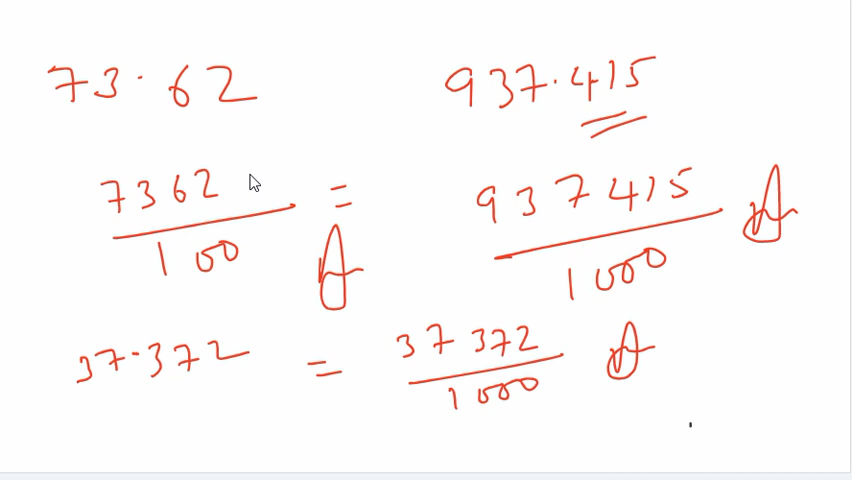 73.62 937.415
7362 = 937415 A
100 A 1000
37.372 = 37372 A
1000